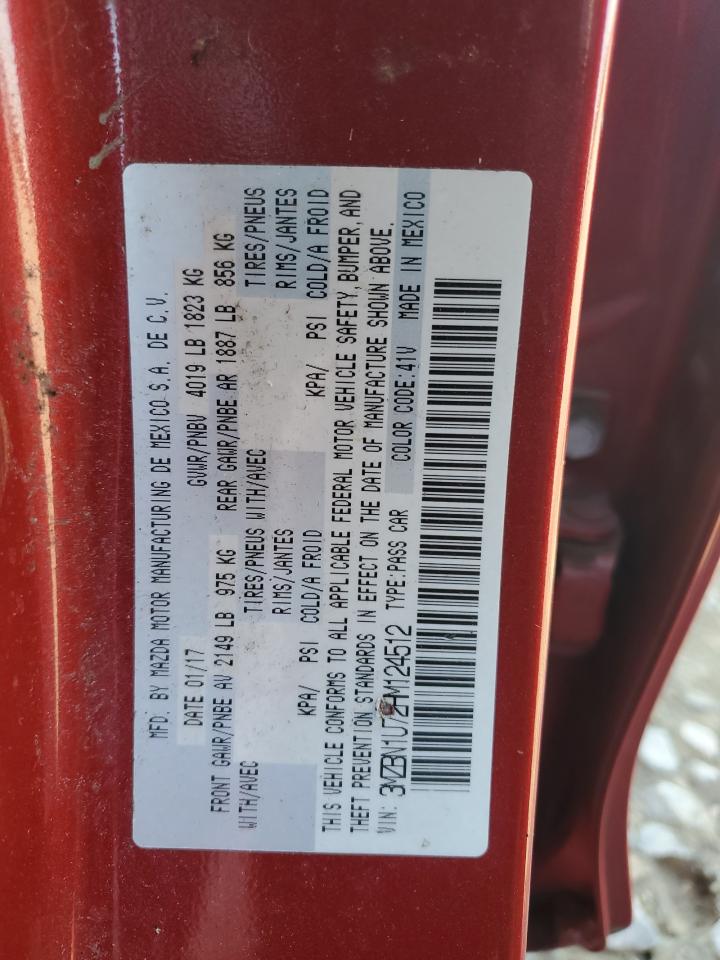 MFD. BY MAZDA MOTOR MANUFACTURING DE MEXICO S.A. DE C.V.
DATE 01/17 GVWR/PNBV 4019 LB 1823 KG
FRONT GAWR/PNBE AV 2149 LB 975 KG REAR GAWR/PNBE AR 1887 LB 856 KG
WITH/AVEC TIRES/PNEUS WITH/AVEC TIRES/PNEUS
RIMS/JANTES RIMS/JANTES
KPA/ PSI COLD/A FROID KPA/ PSI COLD/A FROID
THIS VEHICLE CONFORMS TO ALL APPLICABLE FEDERAL MOTOR VEHICLE SAFETY, BUMPER, AND
THEFT PREVENTION STANDARDS IN EFFECT ON THE DATE OF MANUFACTURE SHOWN ABOVE.
VIN: 3MZBN1U72HM124512 TYPE:PASS CAR COLOR CODE:41V MADE IN MEXICO